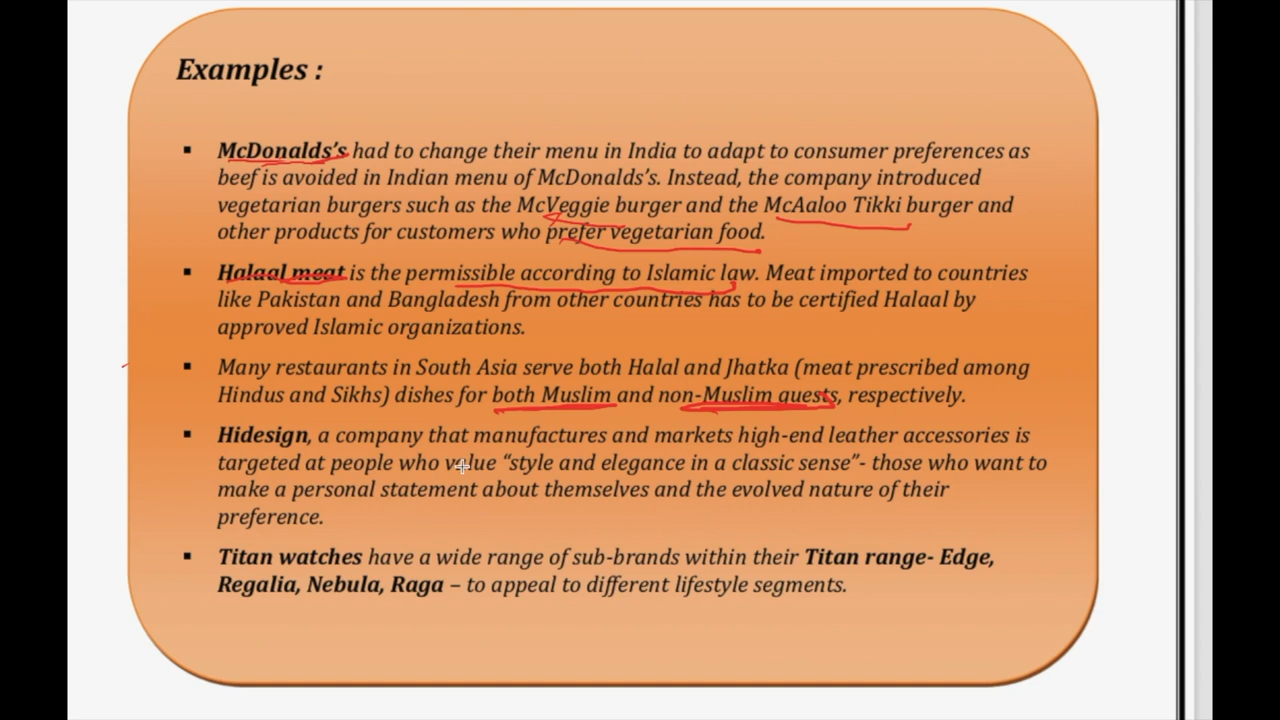 Examples :
▪ McDonalds’s had to change their menu in India to adapt to consumer preferences as
beef is avoided in Indian menu of McDonalds’s. Instead, the company introduced
vegetarian burgers such as the McVeggie burger and the McAaloo Tikki burger and
other products for customers who prefer vegetarian food.
▪ Halaal meat is the permissible according to Islamic law. Meat imported to countries
like Pakistan and Bangladesh from other countries has to be certified Halaal by
approved Islamic organizations.
▪ Many restaurants in South Asia serve both Halal and Jhatka (meat prescribed among
Hindus and Sikhs) dishes for both Muslim and non-Muslim quests, respectively.
▪ Hidesign, a company that manufactures and markets high-end leather accessories is
targeted at people who value “style and elegance in a classic sense”- those who want to
make a personal statement about themselves and the evolved nature of their
preference.
▪ Titan watches have a wide range of sub-brands within their Titan range- Edge,
Regalia, Nebula, Raga – to appeal to different lifestyle segments.